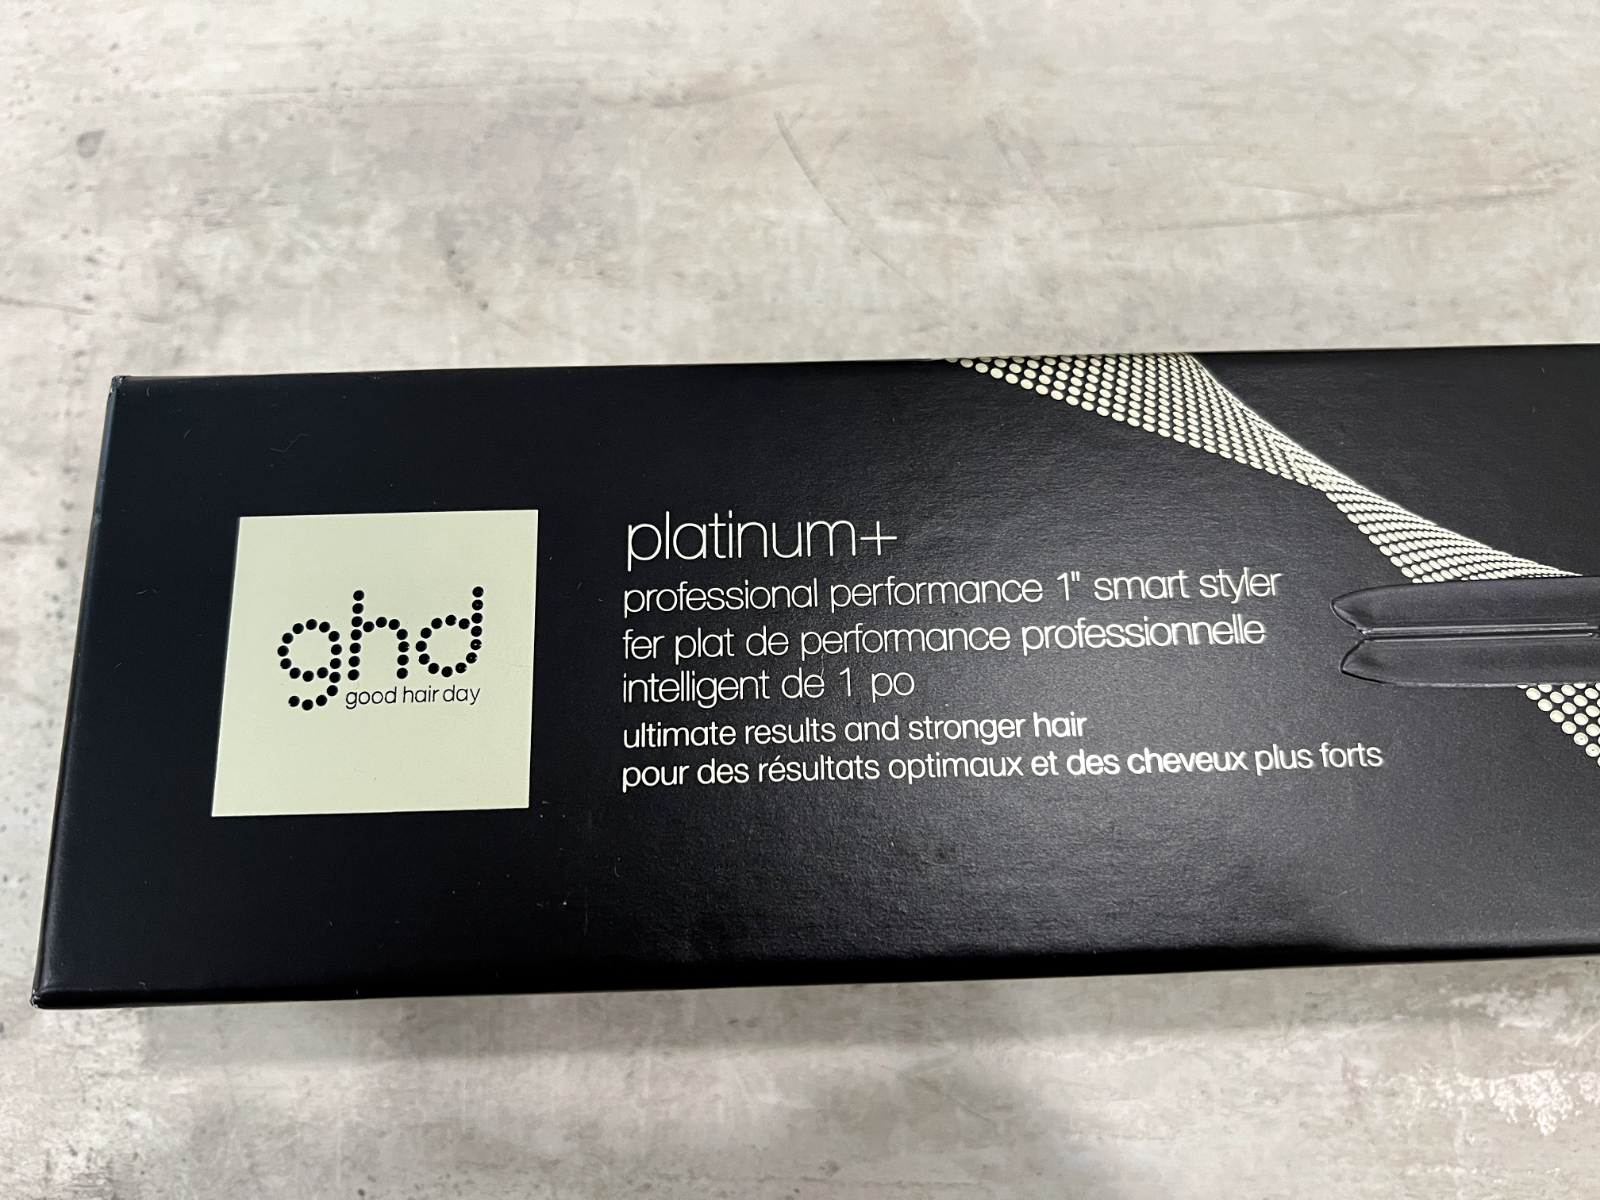 ghd
good hair day
platinum+
professional performance 1" smart styler
fer plat de performance professionnelle
intelligent de 1 po
ultimate results and stronger hair
pour des résultats optimaux et des cheveux plus forts